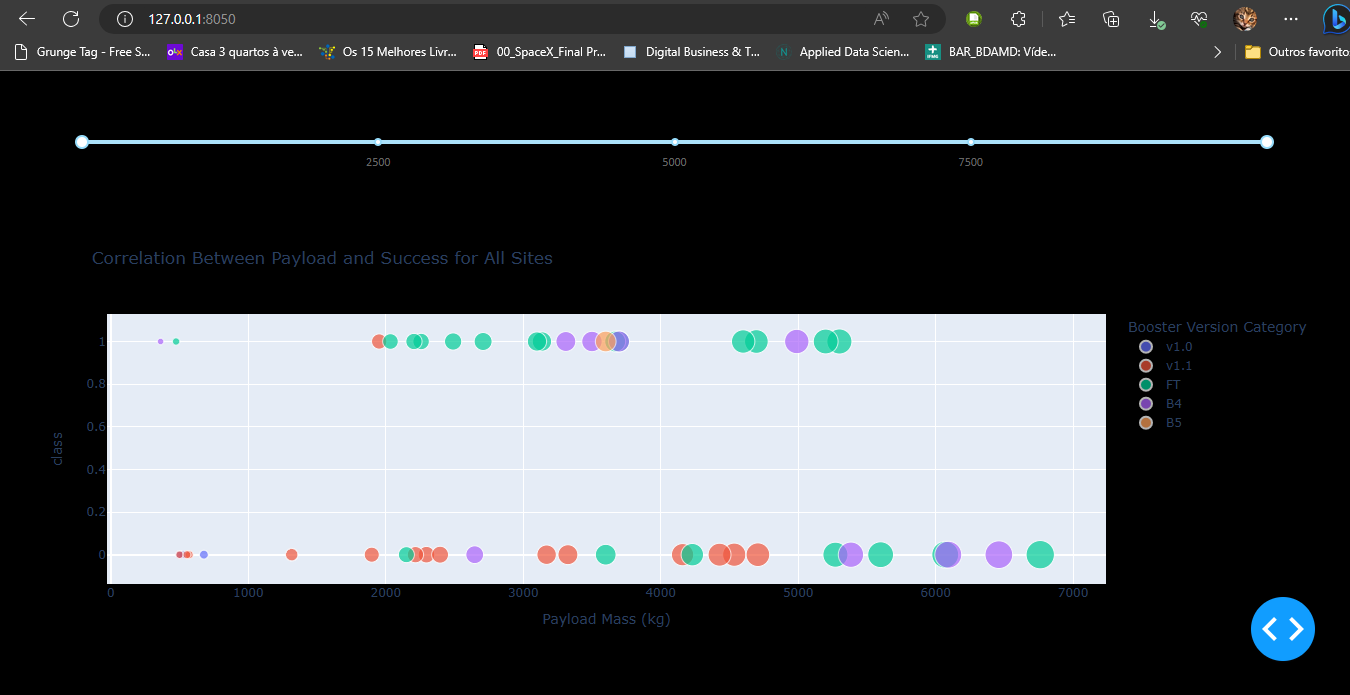 127.0.0.1:8050
Grunge Tag - Free S... Casa 3 quartos à ve... Os 15 Melhores Livr... 00_SpaceX_Final Pr... Digital Business & T... Applied Data Scien... BAR_BDAMD: Víde... Outros favorito
2500 5000 7500
Correlation Between Payload and Success for All Sites
Booster Version Category
v1.0
v1.1
FT
B4
B5
1
0.8
0.6
0.4
0.2
0
class
0 1000 2000 3000 4000 5000 6000 7000
Payload Mass (kg)